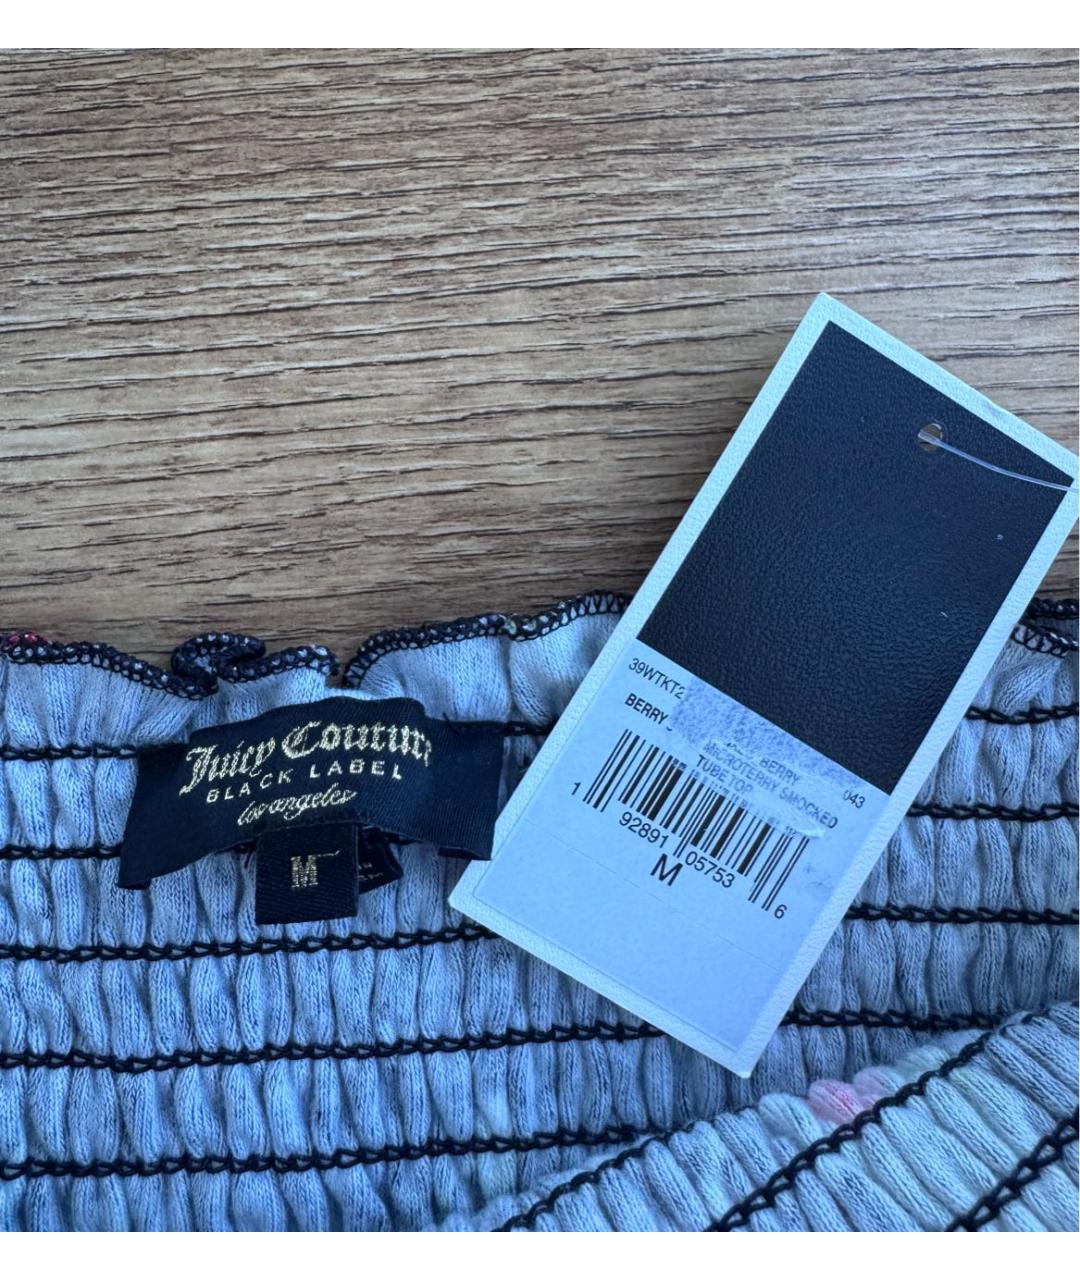 Juicy Couture
BLACK LABEL
los angeles
M
39WTKT2
043
BERRY
BERRY
MICROTERRY SMOCKED
TUBE TOP
1 92891 05753 6
M